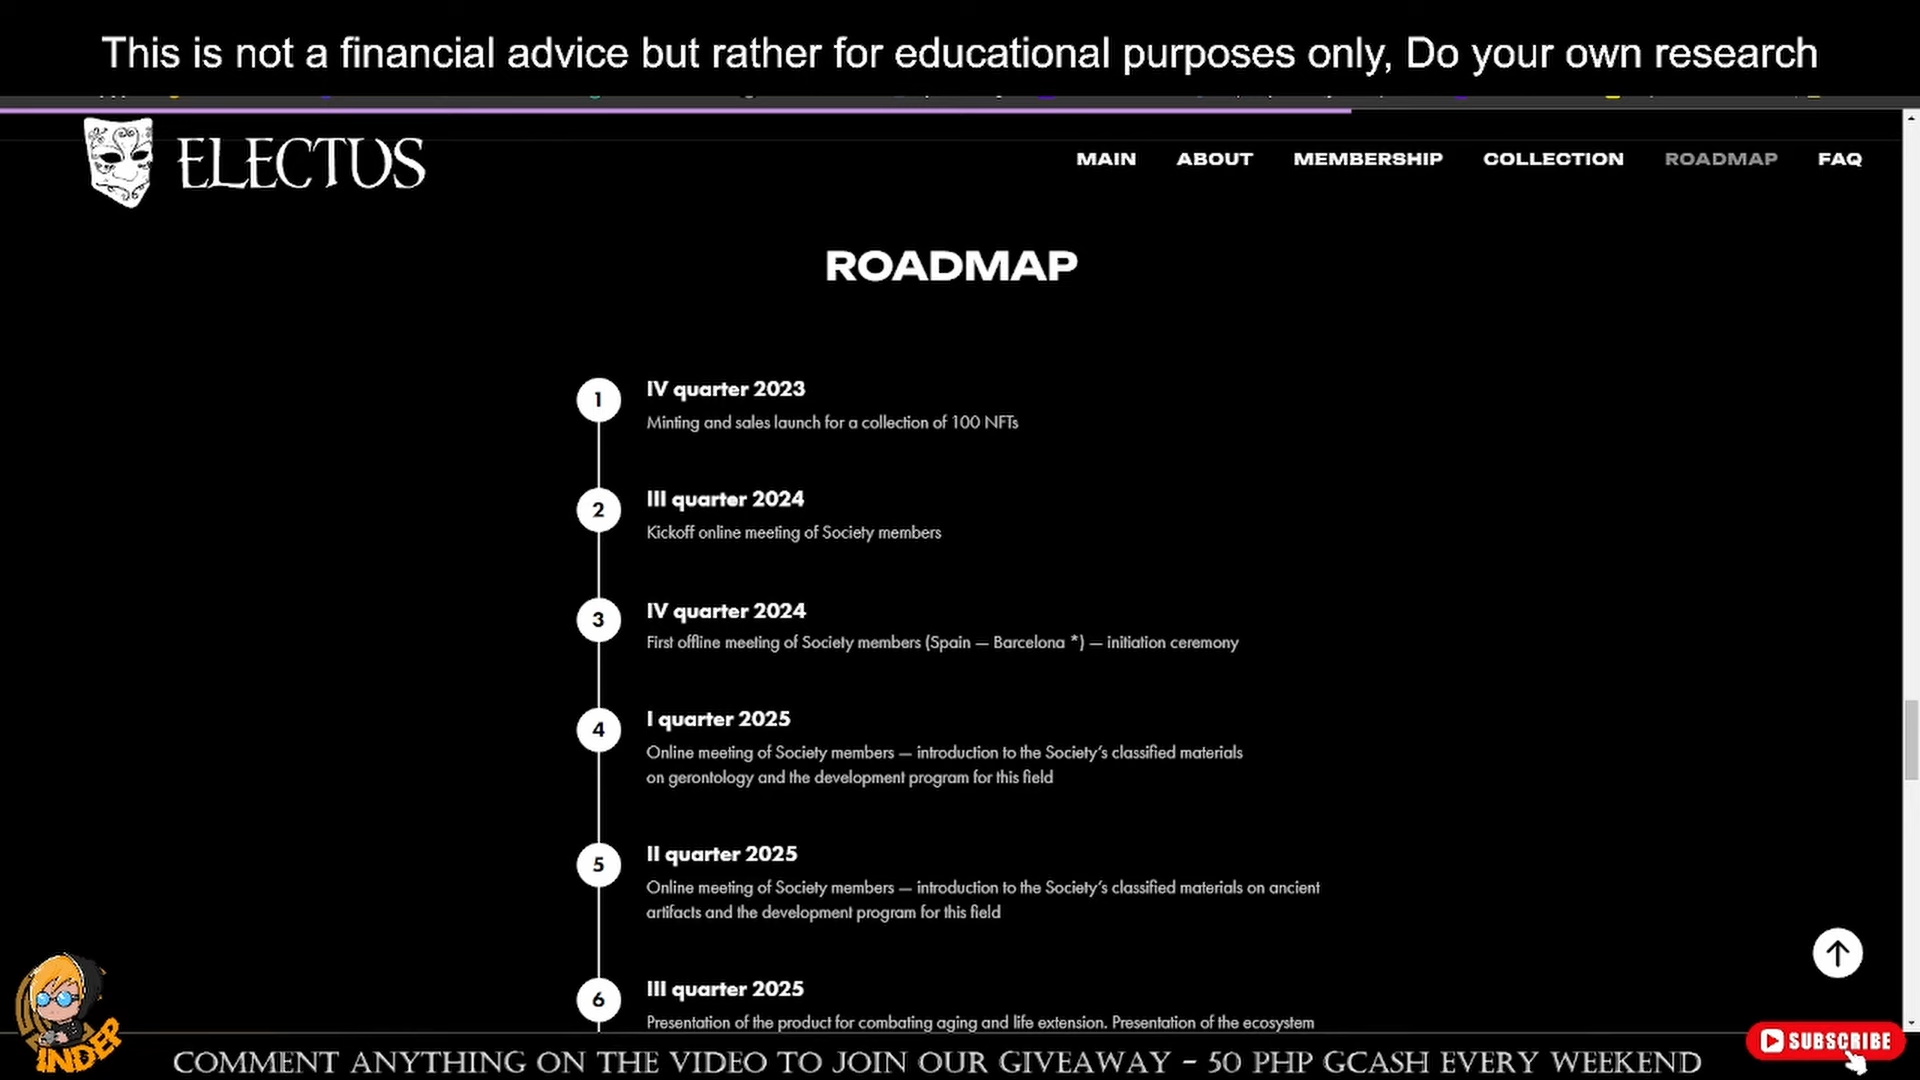 This is not a financial advice but rather for educational purposes only, Do your own research
ELECTUS
MAIN ABOUT MEMBERSHIP COLLECTION ROADMAP FAQ
ROADMAP
1 IV quarter 2023
Minting and sales launch for a collection of 100 NFTs
2 III quarter 2024
Kickoff online meeting of Society members
3 IV quarter 2024
First offline meeting of Society members (Spain — Barcelona *) — initiation ceremony
4 I quarter 2025
Online meeting of Society members — introduction to the Society's classified materials
on gerontology and the development program for this field
5 II quarter 2025
Online meeting of Society members — introduction to the Society's classified materials on ancient
artifacts and the development program for this field
6 III quarter 2025
Presentation of the product for combating aging and life extension. Presentation of the ecosystem
INDEP
COMMENT ANYTHING ON THE VIDEO TO JOIN OUR GIVEAWAY - 50 PHP GCASH EVERY WEEKEND
SUBSCRIBE